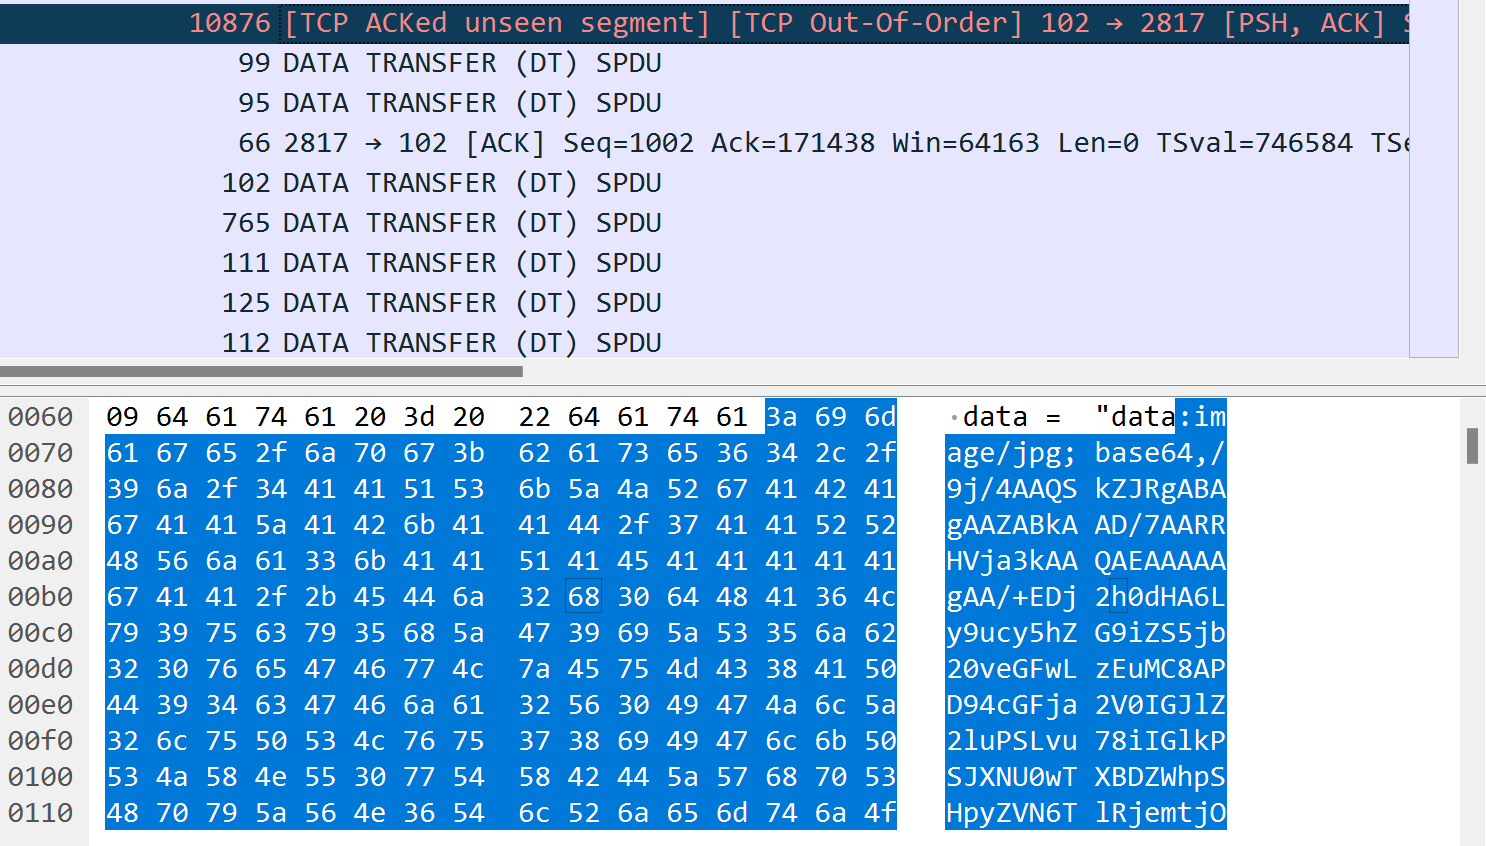 10876 [TCP ACKed unseen segment] [TCP Out-Of-Order] 102 → 2817 [PSH, ACK] S
99 DATA TRANSFER (DT) SPDU
95 DATA TRANSFER (DT) SPDU
66 2817 → 102 [ACK] Seq=1002 Ack=171438 Win=64163 Len=0 TSval=746584 TSe
102 DATA TRANSFER (DT) SPDU
765 DATA TRANSFER (DT) SPDU
111 DATA TRANSFER (DT) SPDU
125 DATA TRANSFER (DT) SPDU
112 DATA TRANSFER (DT) SPDU
0060 09 64 61 74 61 20 3d 20 22 64 61 74 61 3a 69 6d ·data = "data:im
0070 61 67 65 2f 6a 70 67 3b 62 61 73 65 36 34 2c 2f age/jpg; base64,/
0080 39 6a 2f 34 41 41 51 53 6b 5a 4a 52 67 41 42 41 9j/4AAQS kZJRgABA
0090 67 41 41 5a 41 42 6b 41 41 44 2f 37 41 41 52 52 gAAZABkA AD/7AARR
00a0 48 56 6a 61 33 6b 41 41 51 41 45 41 41 41 41 41 HVja3kAA QAEAAAAA
00b0 67 41 41 2f 2b 45 44 6a 32 68 30 64 48 41 36 4c gAA/+EDj 2h0dHA6L
00c0 79 39 75 63 79 35 68 5a 47 39 69 5a 53 35 6a 62 y9ucy5hZ G9iZS5jb
00d0 32 30 76 65 47 46 77 4c 7a 45 75 4d 43 38 41 50 20veGFwL zEuMC8AP
00e0 44 39 34 63 47 46 6a 61 32 56 30 49 47 4a 6c 5a D94cGFja 2V0IGJlZ
00f0 32 6c 75 50 53 4c 76 75 37 38 69 49 47 6c 6b 50 2luPSLvu 78iIGlkP
0100 53 4a 58 4e 55 30 77 54 58 42 44 5a 57 68 70 53 SJXNU0wT XBDZWhpS
0110 48 70 79 5a 56 4e 36 54 6c 52 6a 65 6d 74 6a 4f HpyZVN6T lRjemtjO